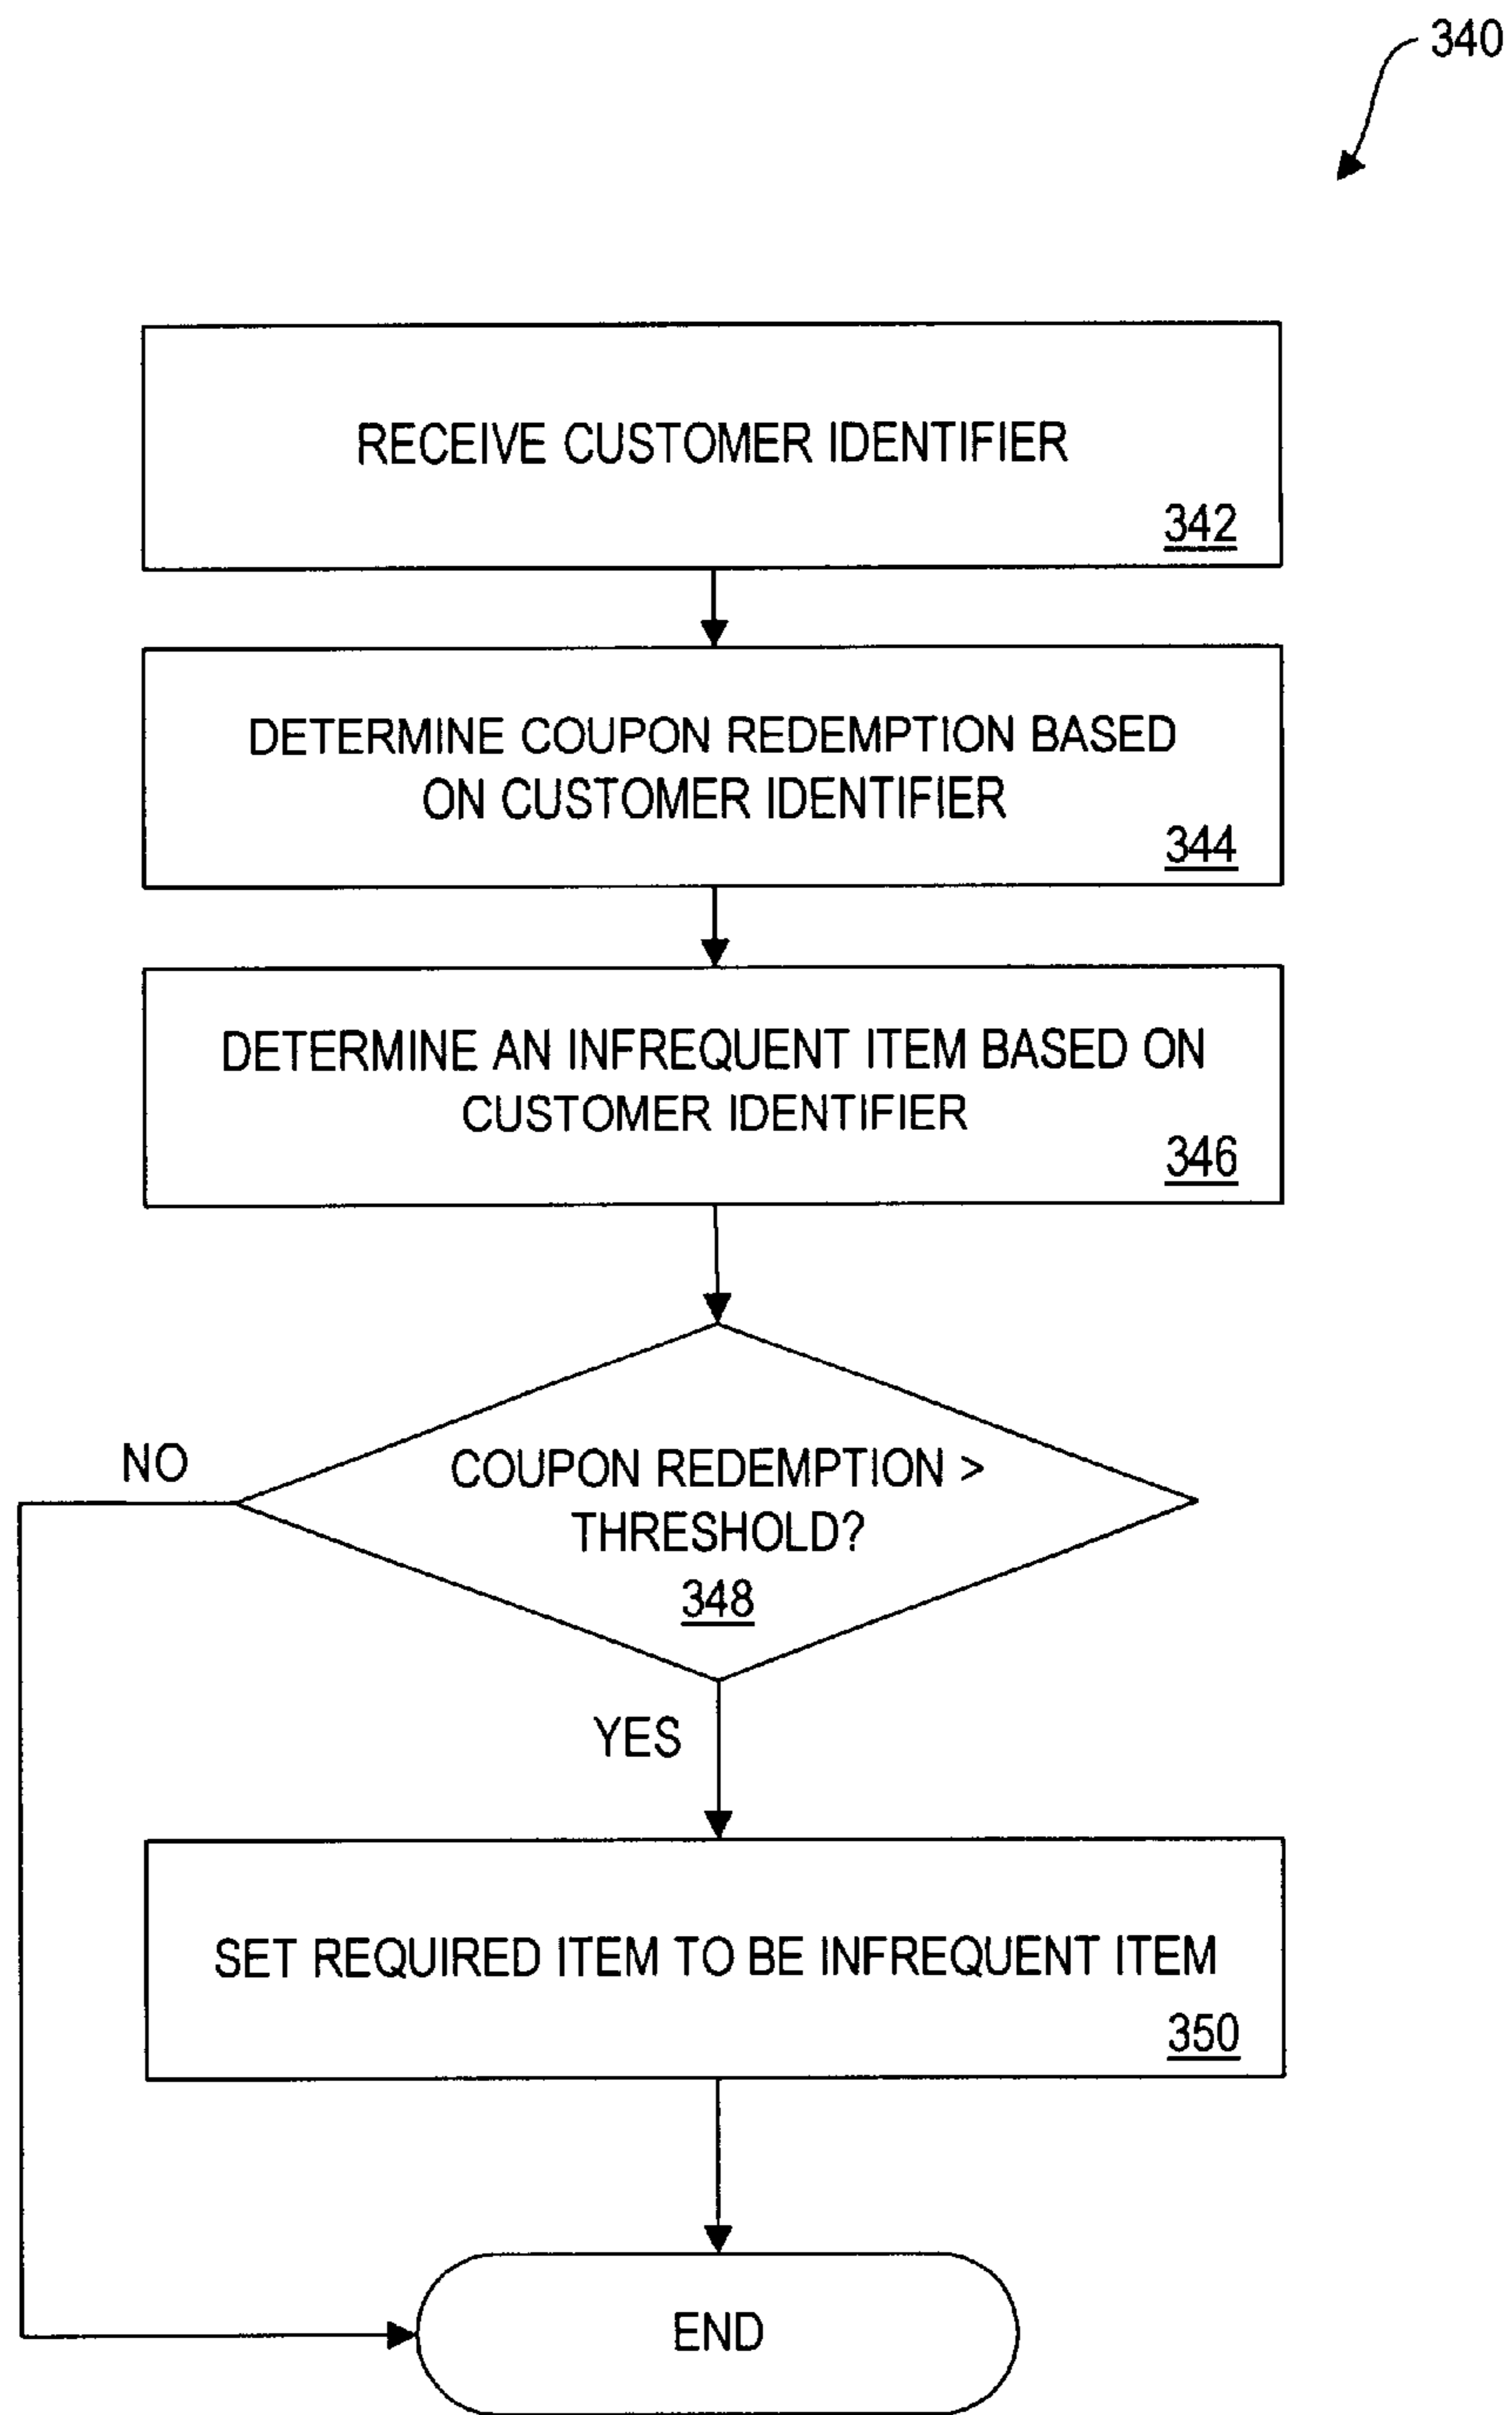 340
RECEIVE CUSTOMER IDENTIFIER
342
DETERMINE COUPON REDEMPTION BASED
ON CUSTOMER IDENTIFIER
344
DETERMINE AN INFREQUENT ITEM BASED ON
CUSTOMER IDENTIFIER
346
NO
COUPON REDEMPTION >
THRESHOLD?
348
YES
SET REQUIRED ITEM TO BE INFREQUENT ITEM
350
END